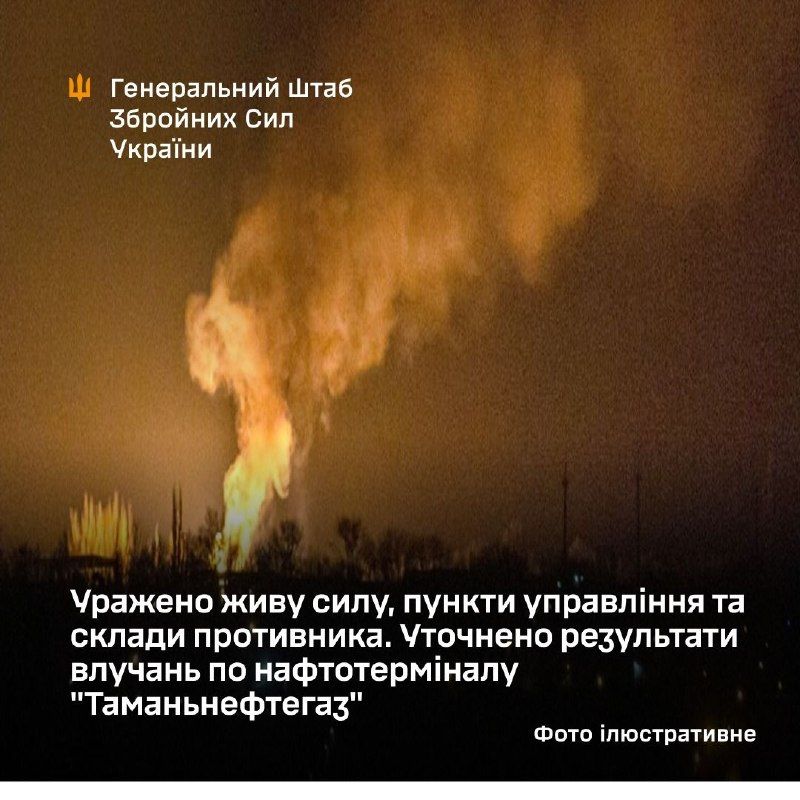 Генеральний штаб
Збройних Сил
України
Уражено живу силу, пункти управління та
склади противника. Уточнено результати
влучань по нафтотерміналу
"Таманьнефтегаз"
Фото ілюстративне